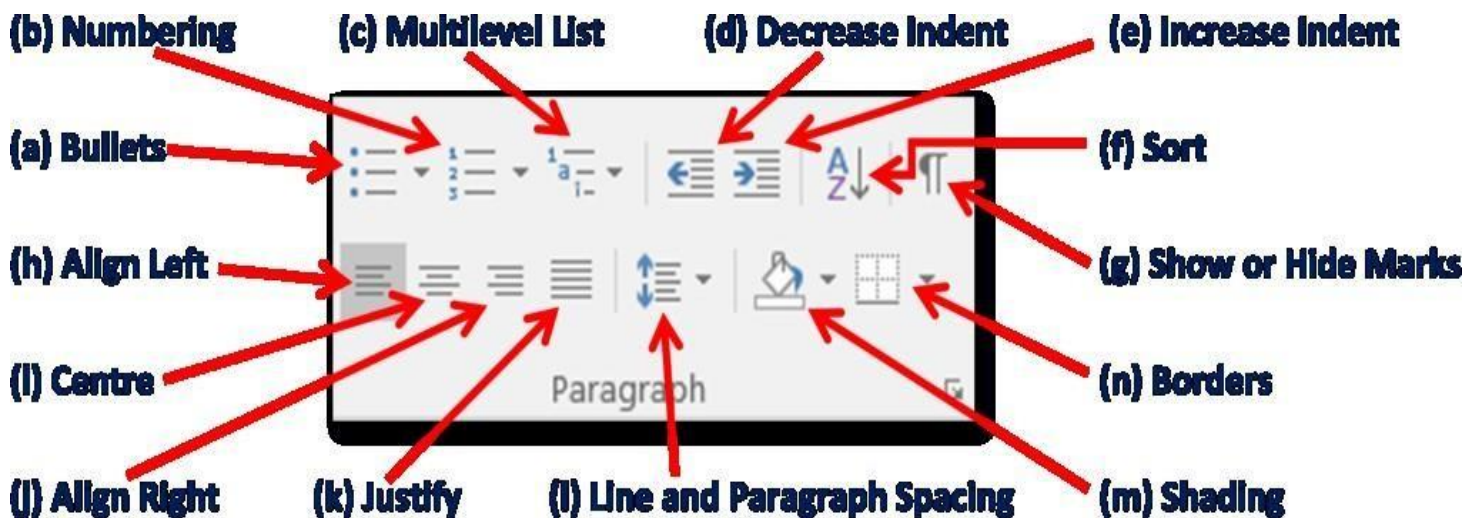 (b) Numbering (c) Multilevel List (d) Decrease Indent (e) Increase Indent
(a) Bullets
(f) Sort
(h) Align Left
(g) Show or Hide Marks
(i) Centre
(n) Borders
Paragraph
(j) Align Right (k) Justify (l) Line and Paragraph Spacing (m) Shading